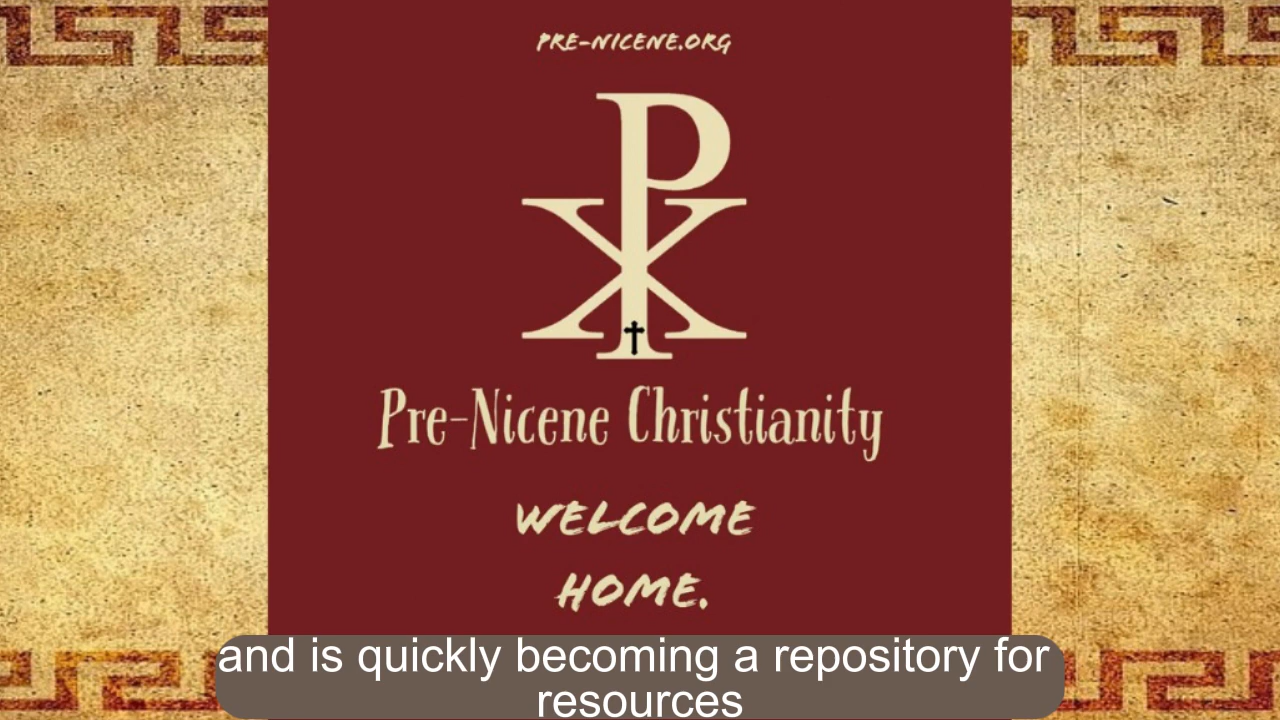 PRE-NICENE.ORG
Pre-Nicene Christianity
WELCOME
HOME.
and is quickly becoming a repository for
resources